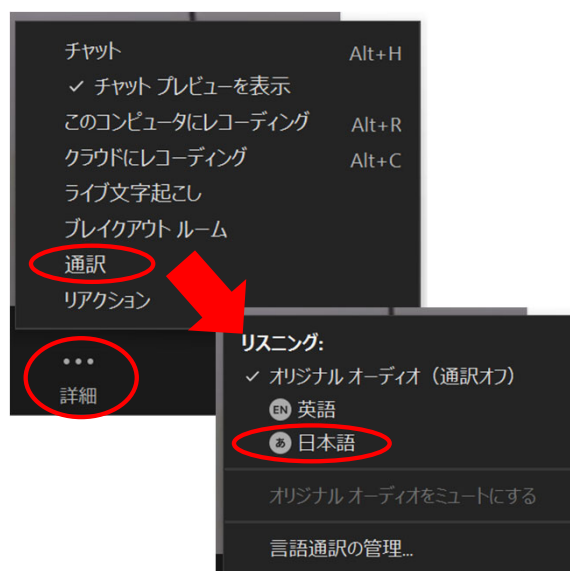 チャット Alt+H
✓ チャット プレビューを表示
このコンピュータにレコーディング Alt+R
クラウドにレコーディング Alt+C
ライブ文字起こし
ブレイクアウト ルーム
通訳
リアクション
詳細
リスニング:
✓ オリジナル オーディオ（通訳オフ）
EN 英語
あ 日本語
オリジナル オーディオをミュートにする
言語通訳の管理...